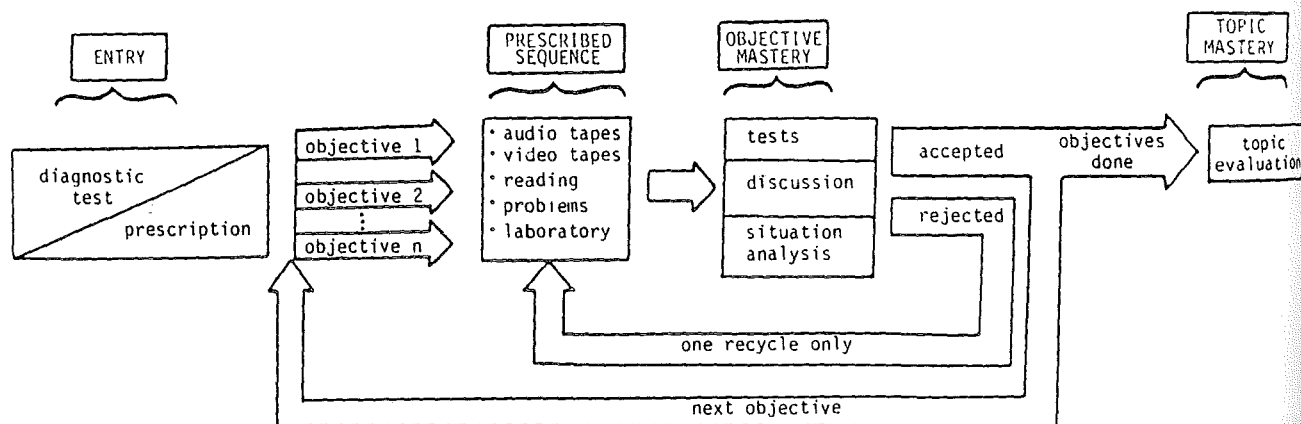 ENTRY
PRESCRIBED
SEQUENCE
OBJECTIVE
MASTERY
TOPIC
MASTERY
diagnostic
test
prescription
objective 1
objective 2
objective n
• audio tapes
• video tapes
• reading
• problems
• laboratory
tests
discussion
situation
analysis
accepted
objectives
done
rejected
topic
evaluation
one recycle only
next objective